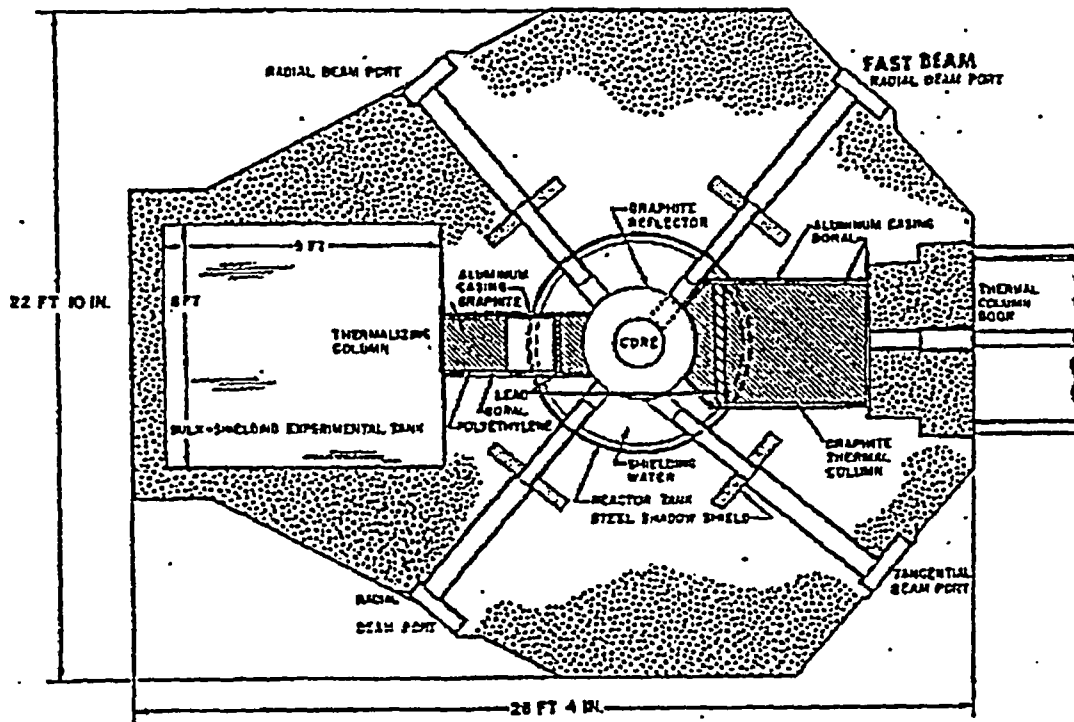 RADIAL BEAM PORT
FAST BEAM
RADIAL BEAM PORT
GRAPHITE
REFLECTOR
ALUMINUM CASING
BORAL
9 FT
22 FT 10 IN.
8 FT
ALUMINUM
CASING
GRAPHITE
THERMAL
COLUMN
DOOR
THERMALIZING
COLUMN
CORE
LEAD
BORAL
POLYETHYLENE
BULK-SHIELDING EXPERIMENTAL TANK
GRAPHITE
THERMAL
COLUMN
SHIELDING
WATER
REACTOR TANK
STEEL SHADOW SHIELD
TANGENTIAL
BEAM PORT
RADIAL
BEAM PORT
28 FT 4 IN.